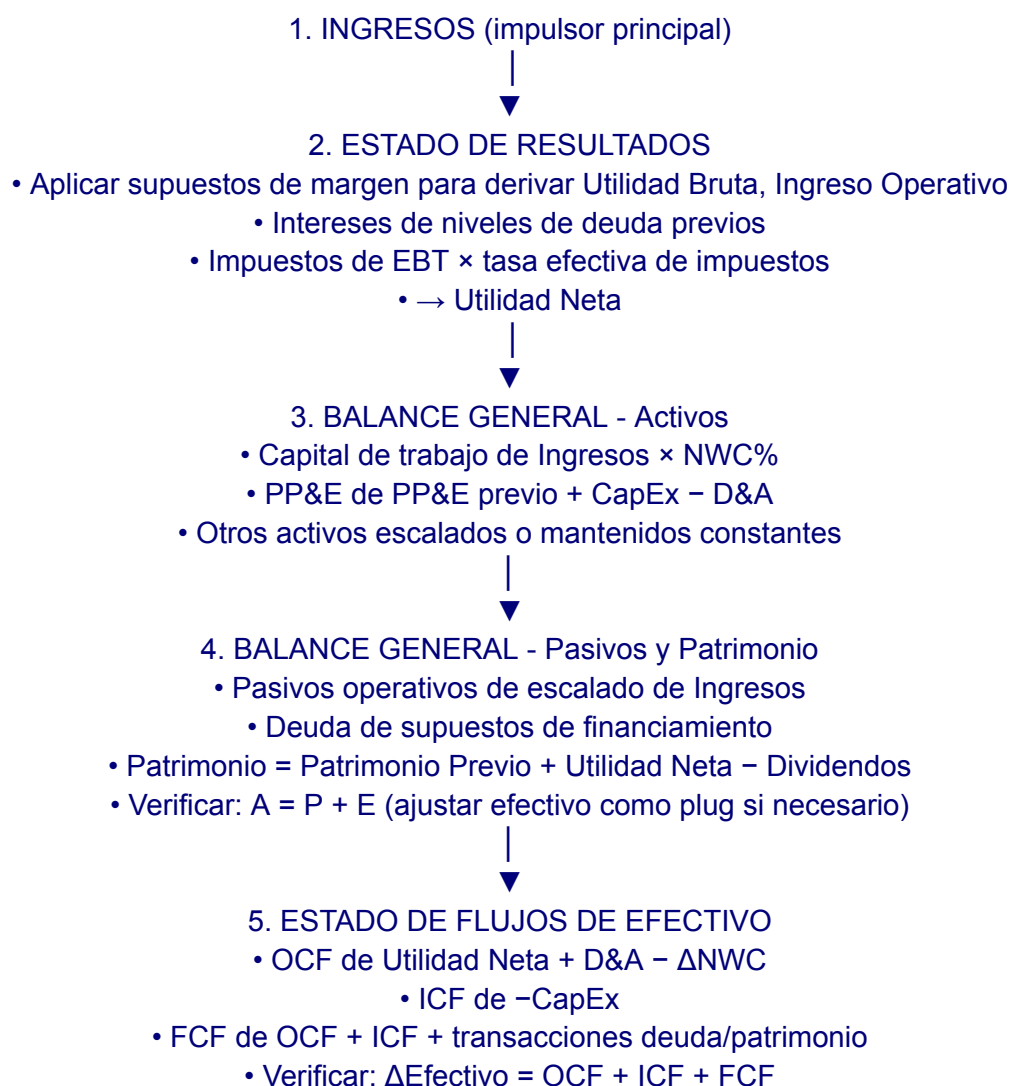 1. INGRESOS (impulsor principal)
│
▼
2. ESTADO DE RESULTADOS
• Aplicar supuestos de margen para derivar Utilidad Bruta, Ingreso Operativo
• Intereses de niveles de deuda previos
• Impuestos de EBT × tasa efectiva de impuestos
• → Utilidad Neta
│
▼
3. BALANCE GENERAL - Activos
• Capital de trabajo de Ingresos × NWC%
• PP&E de PP&E previo + CapEx − D&A
• Otros activos escalados o mantenidos constantes
│
▼
4. BALANCE GENERAL - Pasivos y Patrimonio
• Pasivos operativos de escalado de Ingresos
• Deuda de supuestos de financiamiento
• Patrimonio = Patrimonio Previo + Utilidad Neta − Dividendos
• Verificar: A = P + E (ajustar efectivo como plug si necesario)
│
▼
5. ESTADO DE FLUJOS DE EFECTIVO
• OCF de Utilidad Neta + D&A − ΔNWC
• ICF de −CapEx
• FCF de OCF + ICF + transacciones deuda/patrimonio
• Verificar: ΔEfectivo = OCF + ICF + FCF